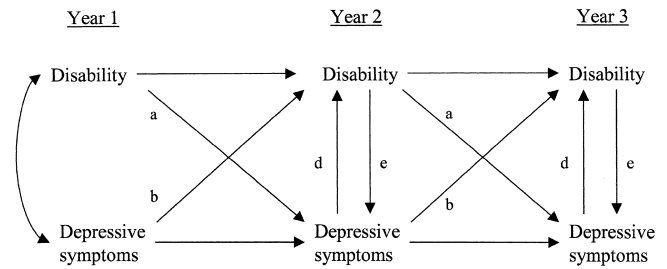 Year 1 Year 2 Year 3
Disability Disability Disability
a a
d e d e
b b
Depressive symptoms Depressive symptoms Depressive symptoms